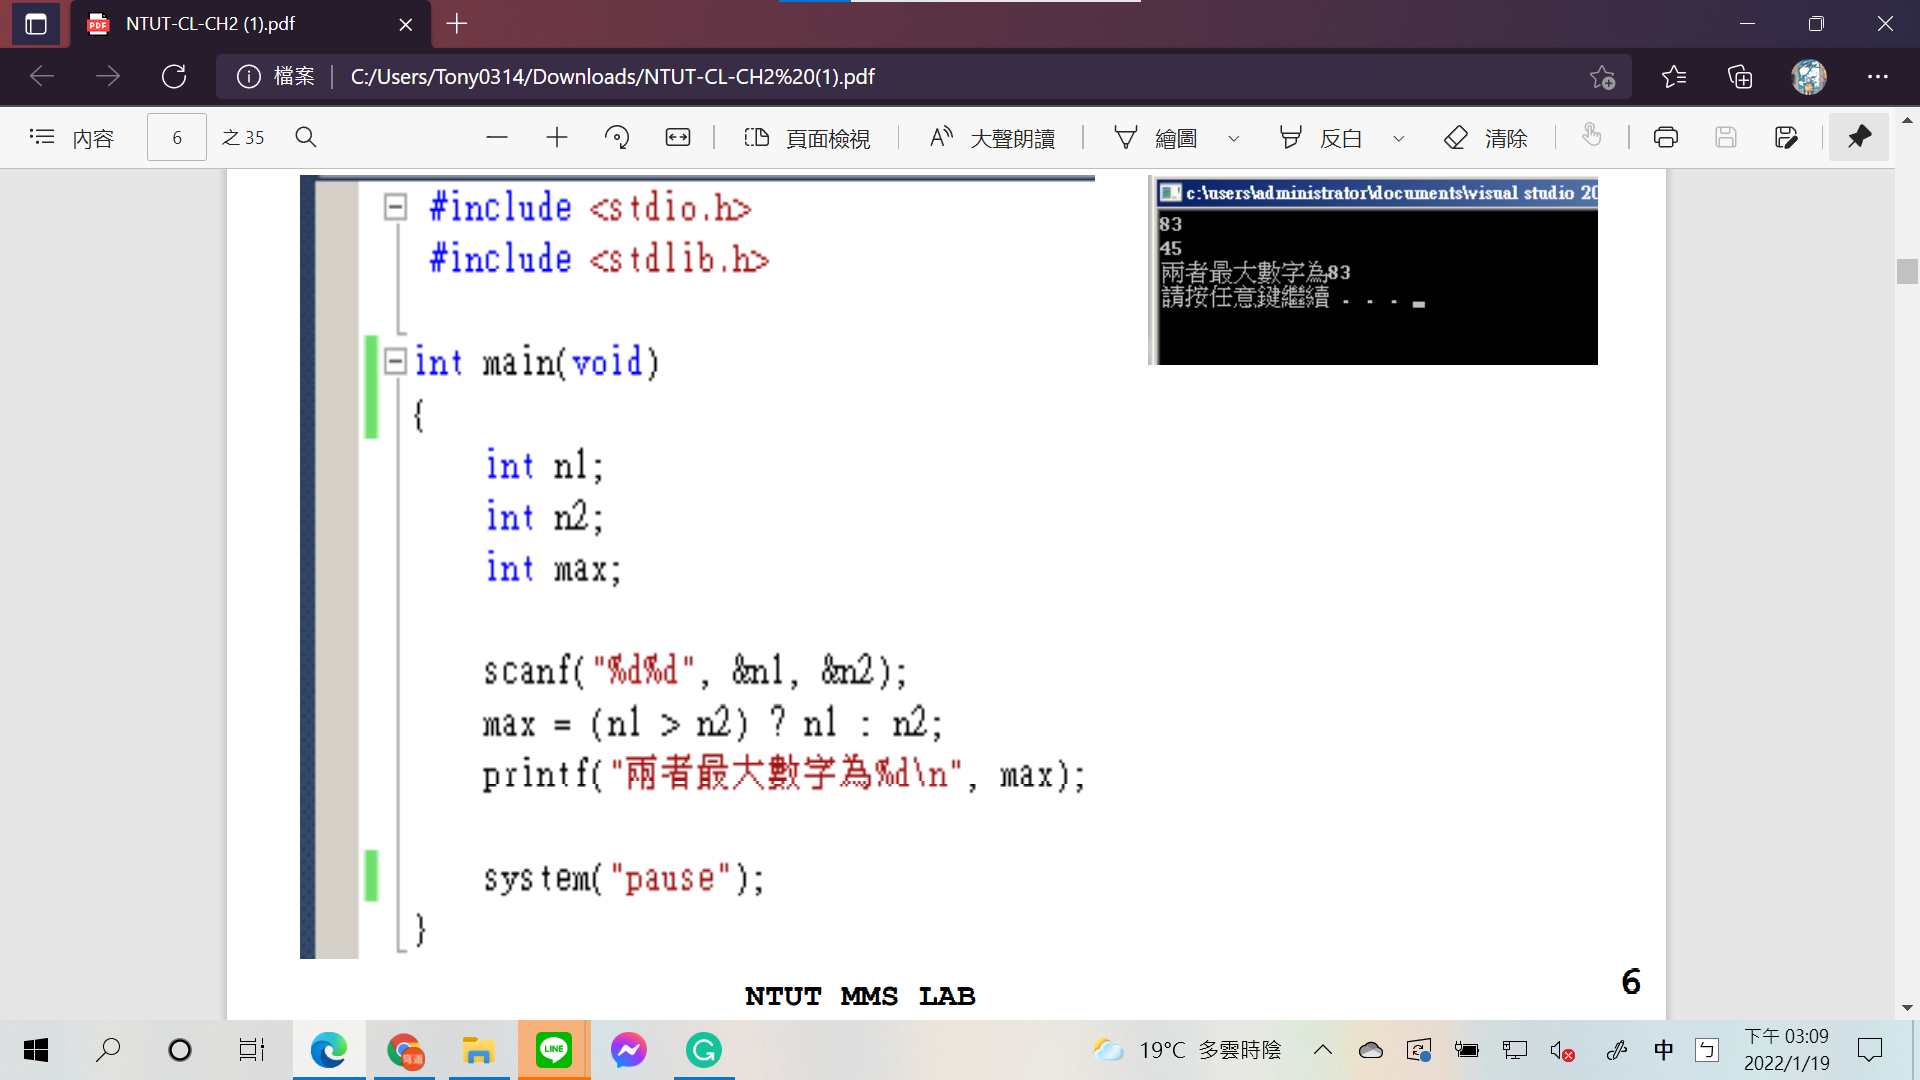 NTUT-CL-CH2 (1).pdf
檔案 C:/Users/Tony0314/Downloads/NTUT-CL-CH2%20(1).pdf
內容 6 之 35 頁面檢視 大聲朗讀 繪圖 反白 清除
#include <stdio.h>
#include <stdlib.h>
int main(void)
{
int n1;
int n2;
int max;
scanf("%d%d", &n1, &n2);
max = (n1 > n2) ? n1 : n2;
printf("兩者最大數字為%d\n", max);
system("pause");
}
c:\users\administrator\documents\visual studio 20
83
45
兩者最大數字為83
請按任意鍵繼續 . . .
NTUT MMS LAB
6
LINE
19°C 多雲時陰
中
ㄅ
下午 03:09
2022/1/19